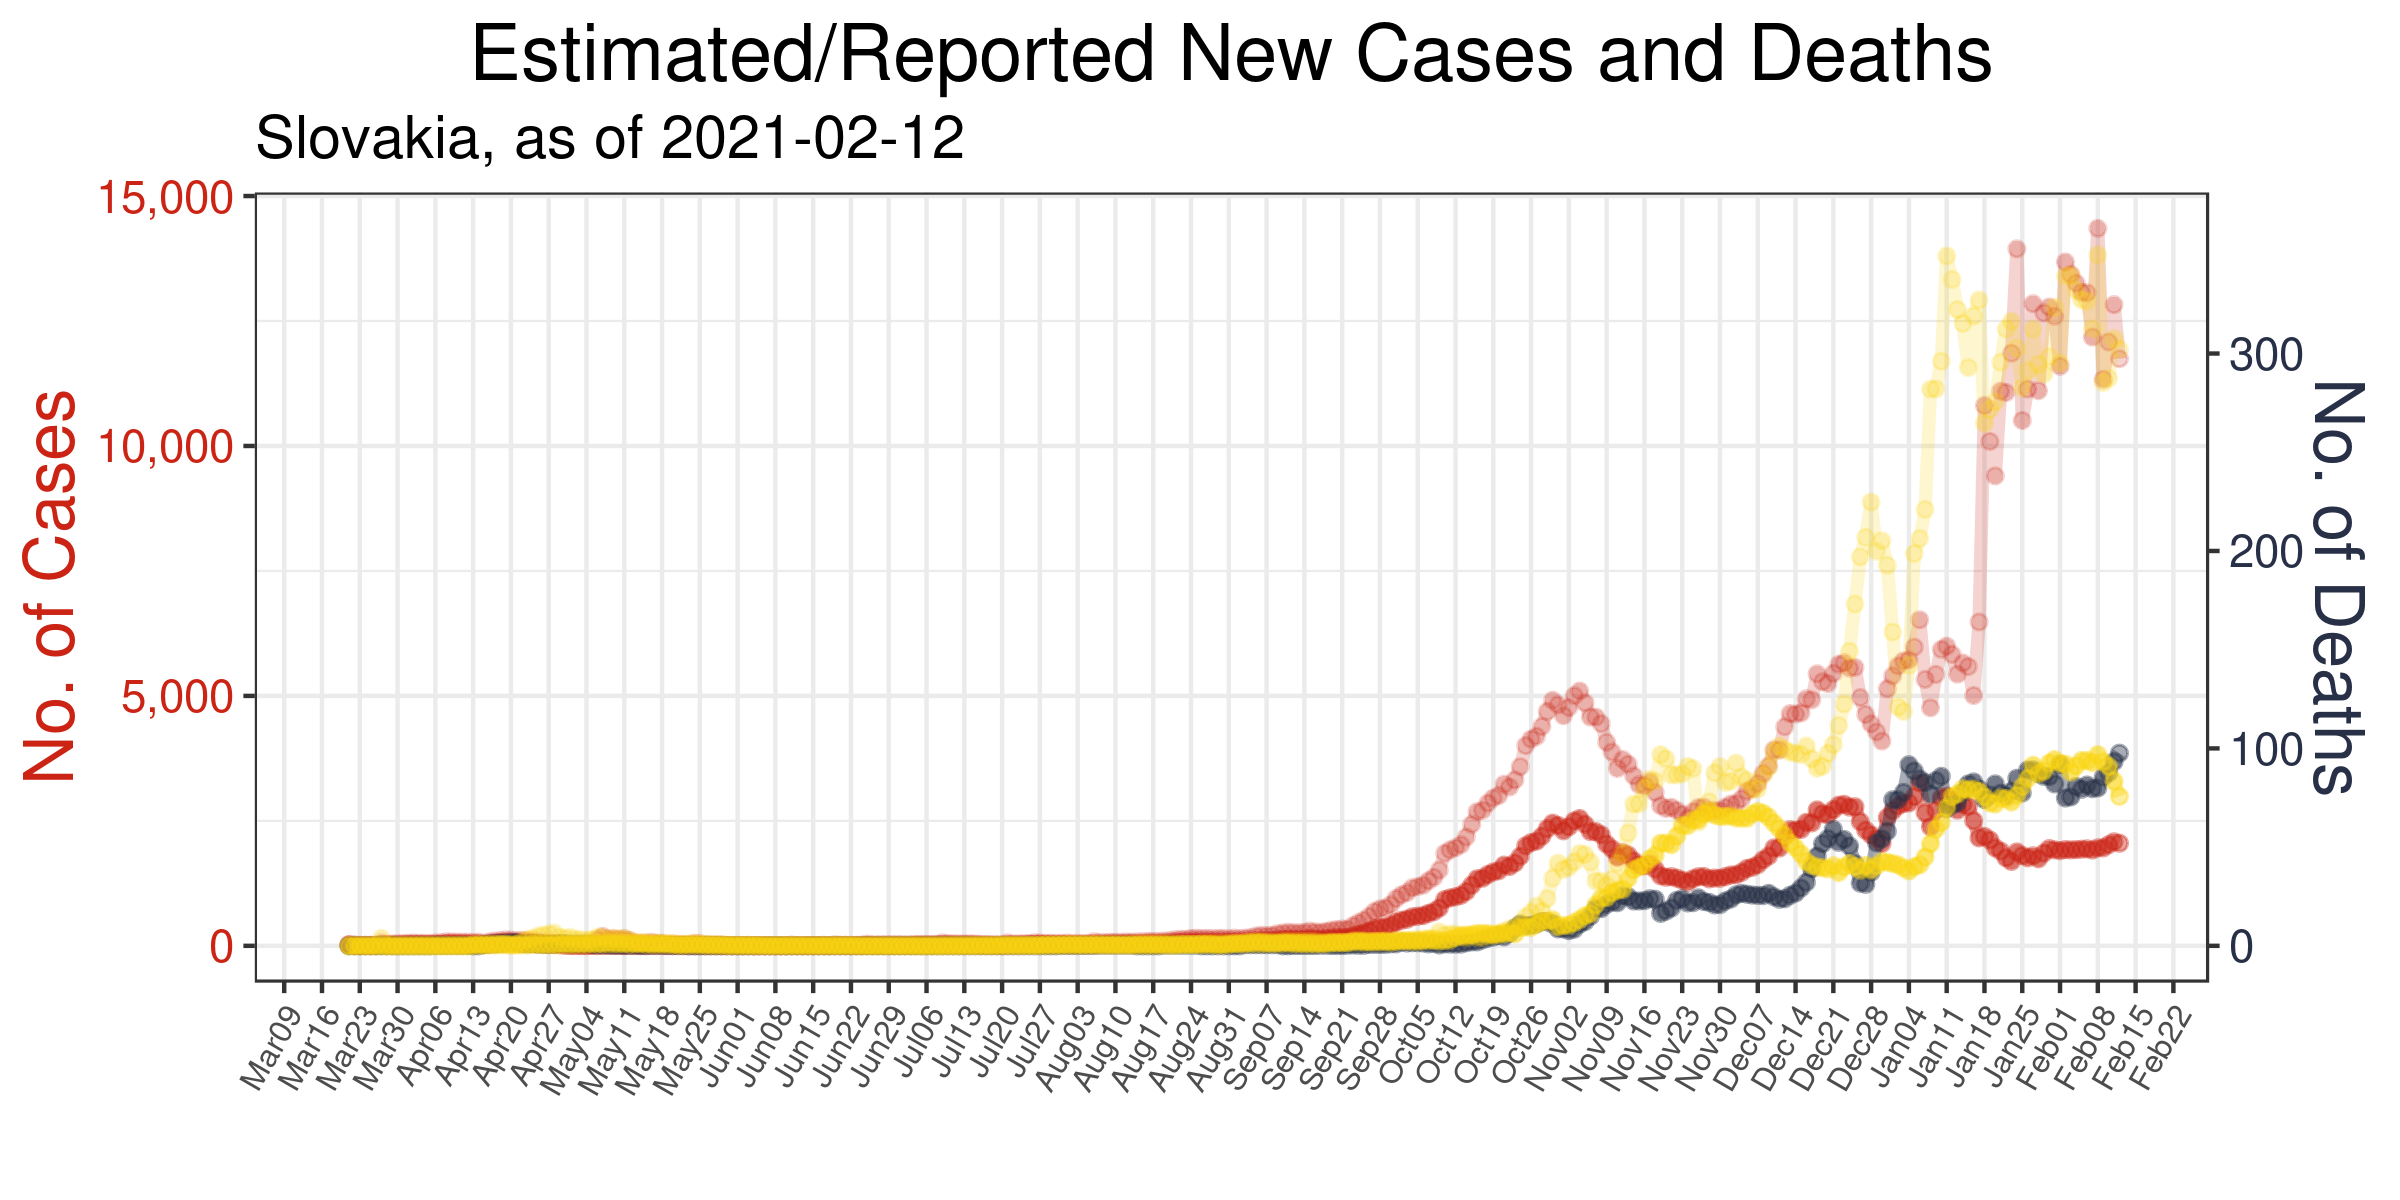 Estimated/Reported New Cases and Deaths
Slovakia, as of 2021-02-12
No. of Cases
15,000
10,000
5,000
0
No. of Deaths
300
200
100
0
Mar09 Mar16 Mar23 Mar30 Apr06 Apr13 Apr20 Apr27 May04 May11 May18 May25 Jun01 Jun08 Jun15 Jun22 Jun29 Jul06 Jul13 Jul20 Jul27 Aug03 Aug10 Aug17 Aug24 Aug31 Sep07 Sep14 Sep21 Sep28 Oct05 Oct12 Oct19 Oct26 Nov02 Nov09 Nov16 Nov23 Nov30 Dec07 Dec14 Dec21 Dec28 Jan04 Jan11 Jan18 Jan25 Feb01 Feb08 Feb15 Feb22